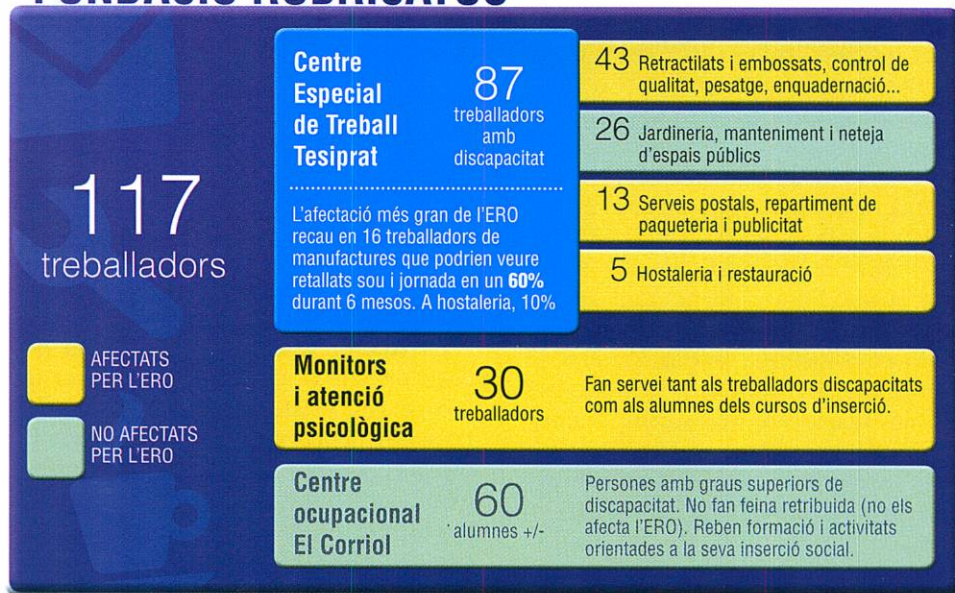 FUNDACIÓ RUBRICATUS
117
treballadors
AFECTATS
PER L'ERO
NO AFECTATS
PER L'ERO
Centre
Especial
de Treball
Tesiprat
87
treballadors
amb
discapacitat
L'afectació més gran de l'ERO
recau en 16 treballadors de
manufactures que podrien veure
retallats sou i jornada en un 60%
durant 6 mesos. A hostaleria, 10%
43 Retractilats i embossats, control de
qualitat, pesatge, enquadernació...
26 Jardineria, manteniment i neteja
d'espais públics
13 Serveis postals, repartiment de
paqueteria i publicitat
5 Hostaleria i restauració
Monitors
i atenció
psicològica
30
treballadors
Fan servei tant als treballadors discapacitats
com als alumnes dels cursos d'inserció.
Centre
ocupacional
El Corriol
60
alumnes +/-
Persones amb graus superiors de
discapacitat. No fan feina retribuida (no els
afecta l'ERO). Reben formació i activitats
orientades a la seva inserció social.